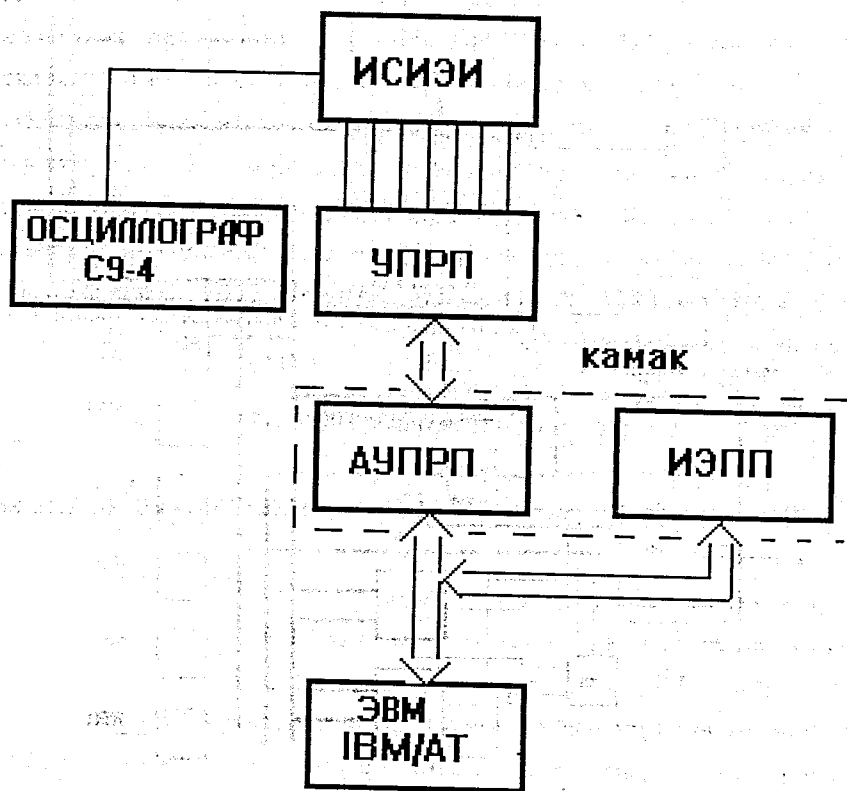 ИСИЭИ
ОСЦИЛЛОГРАФ
С9-4
УПРП
камак
АУПРП
ИЭПП
ЭВМ
IBM/AT